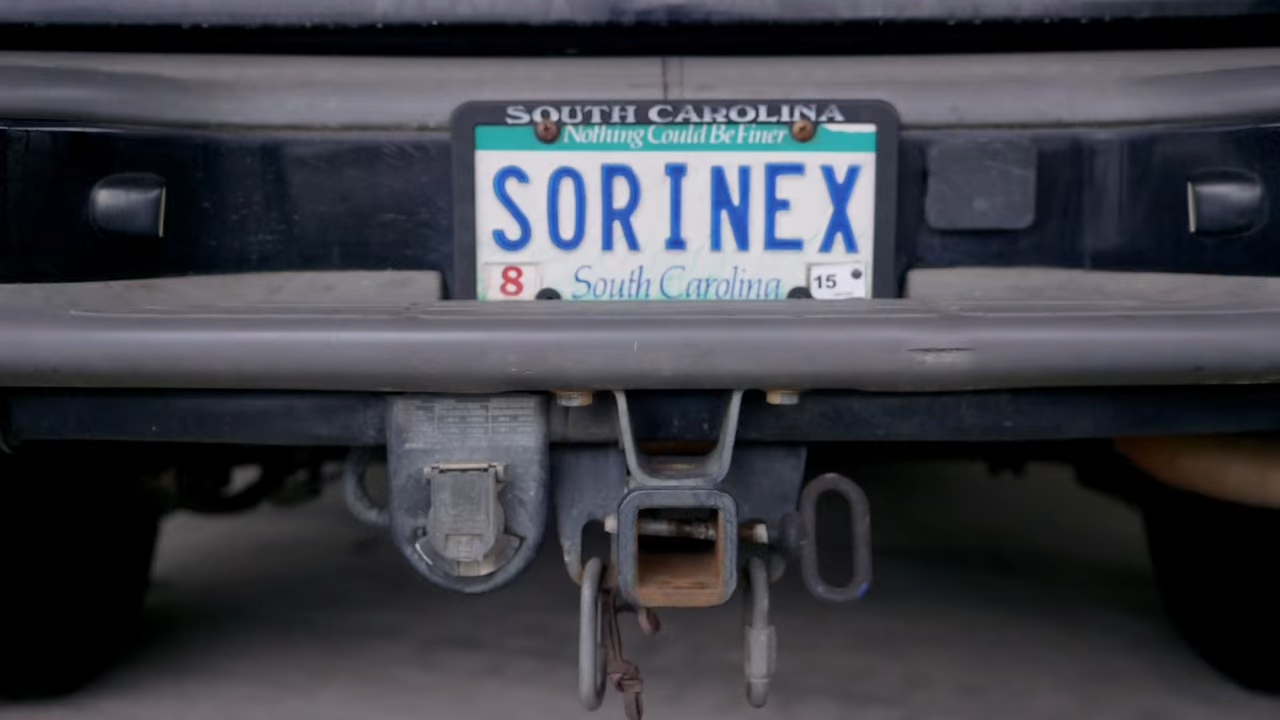 SOUTH CAROLINA
Nothing Could Be Finer
SORINEX
8 South Carolina 15